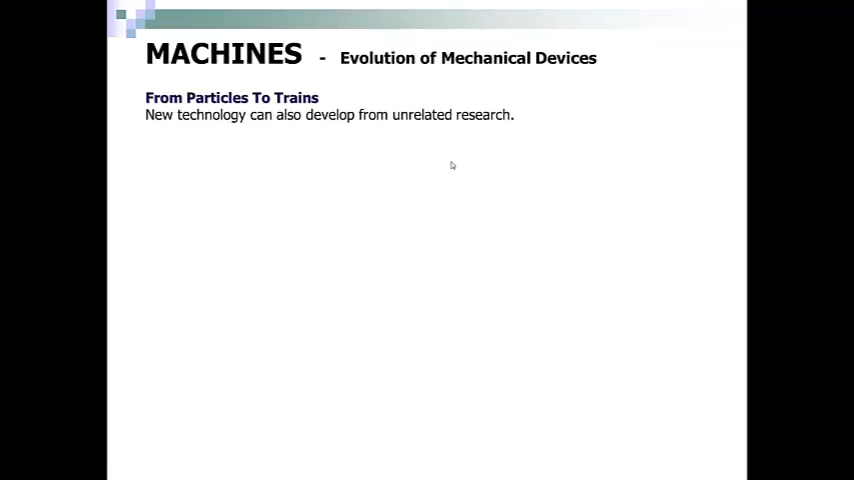 MACHINES - Evolution of Mechanical Devices
From Particles To Trains
New technology can also develop from unrelated research.